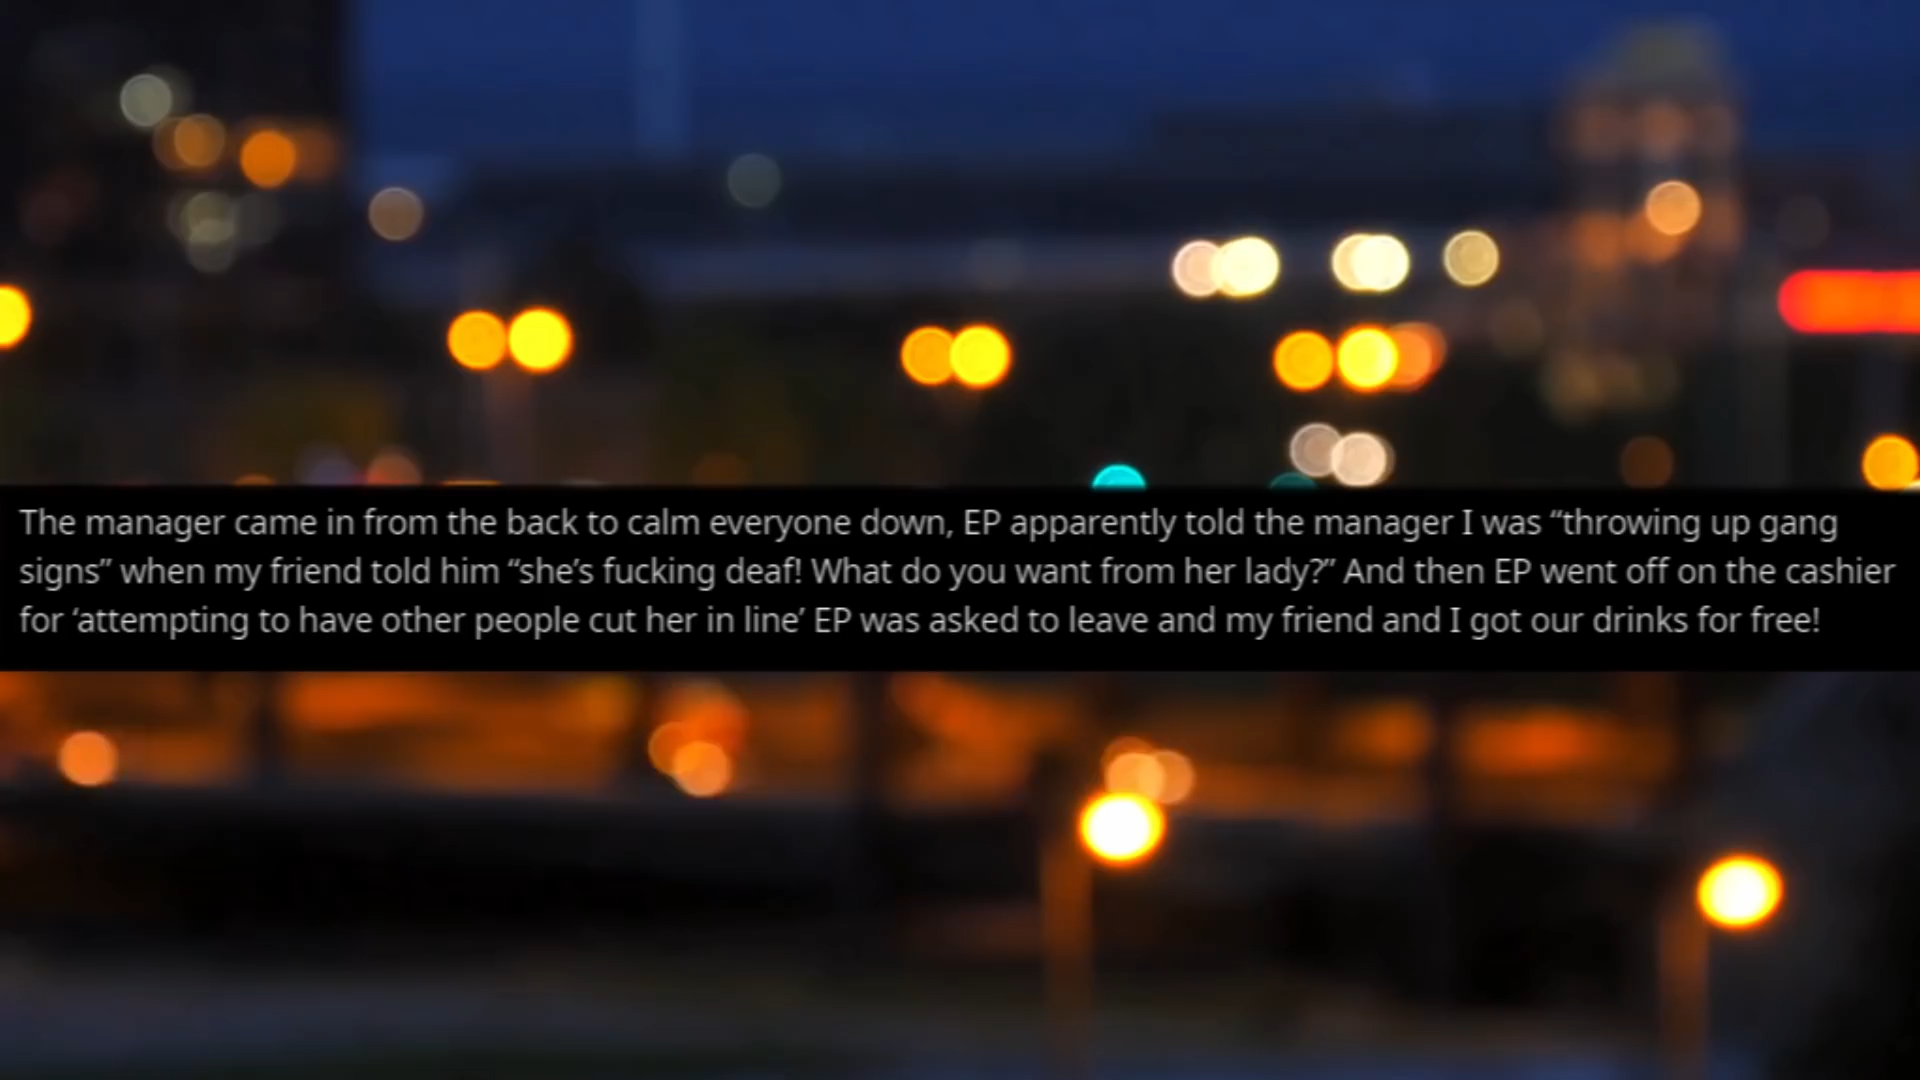 The manager came in from the back to calm everyone down, EP apparently told the manager I was “throwing up gang
signs” when my friend told him “she’s fucking deaf! What do you want from her lady?” And then EP went off on the cashier
for ‘attempting to have other people cut her in line’ EP was asked to leave and my friend and I got our drinks for free!